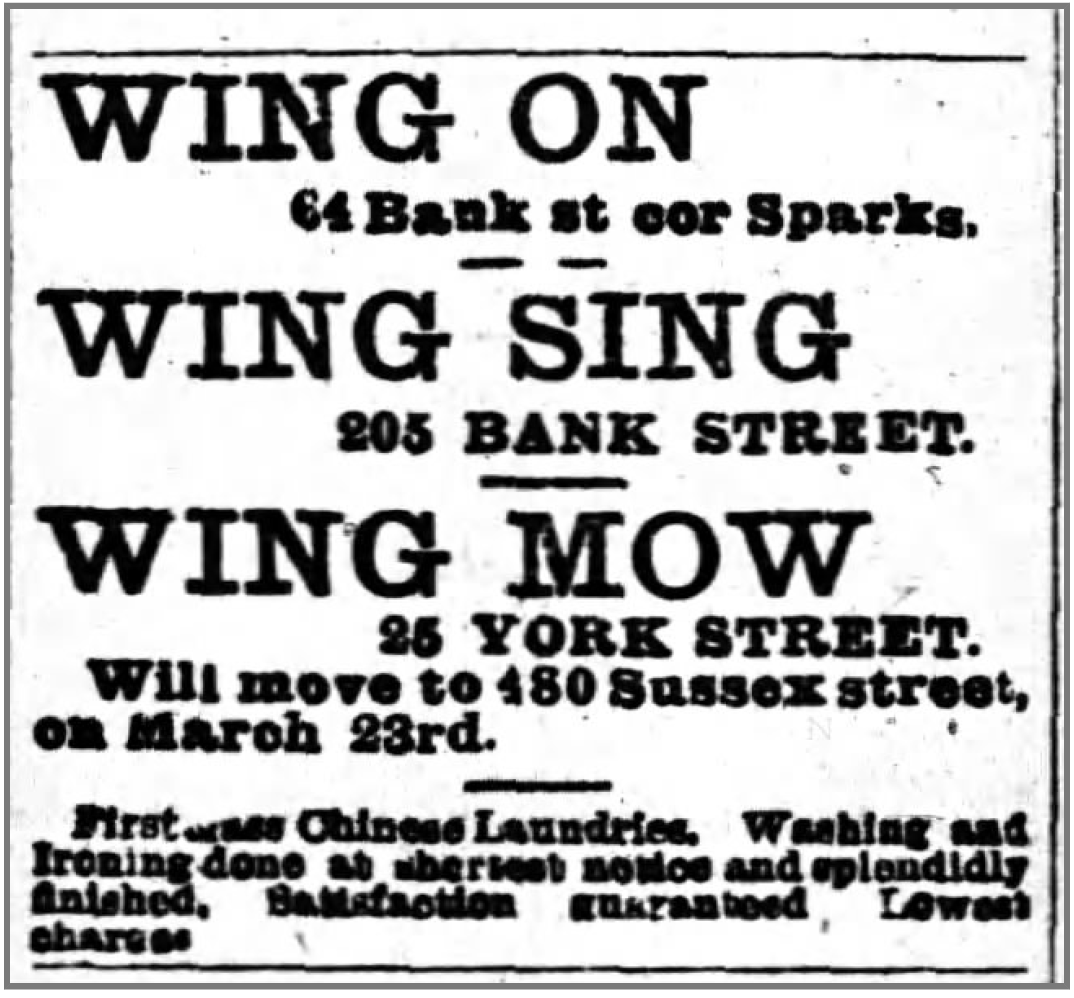 WING ON
64 Bank st cor Sparks,
WING SING
205 BANK STREET.
WING MOW
25 YORK STREET.
Will move to 480 Sussex street,
on March 23rd.
First Chinese Laundries. Washing and
Ironing done at shortest notice and splendidly
finished. Satisfaction guaranteed Lowest
charges